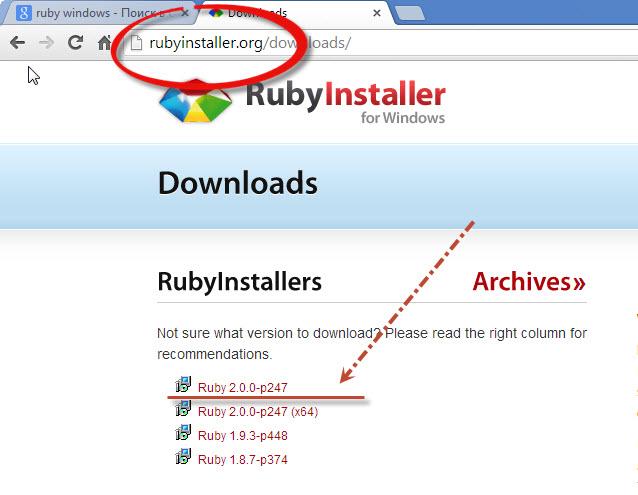 ruby windows - Поиск в
Downloads
rubyinstaller.org/downloads/
RubyInstaller
for Windows
Downloads
RubyInstallers
Archives»
Not sure what version to download? Please read the right column for
recommendations.
Ruby 2.0.0-p247
Ruby 2.0.0-p247 (x64)
Ruby 1.9.3-p448
Ruby 1.8.7-p374